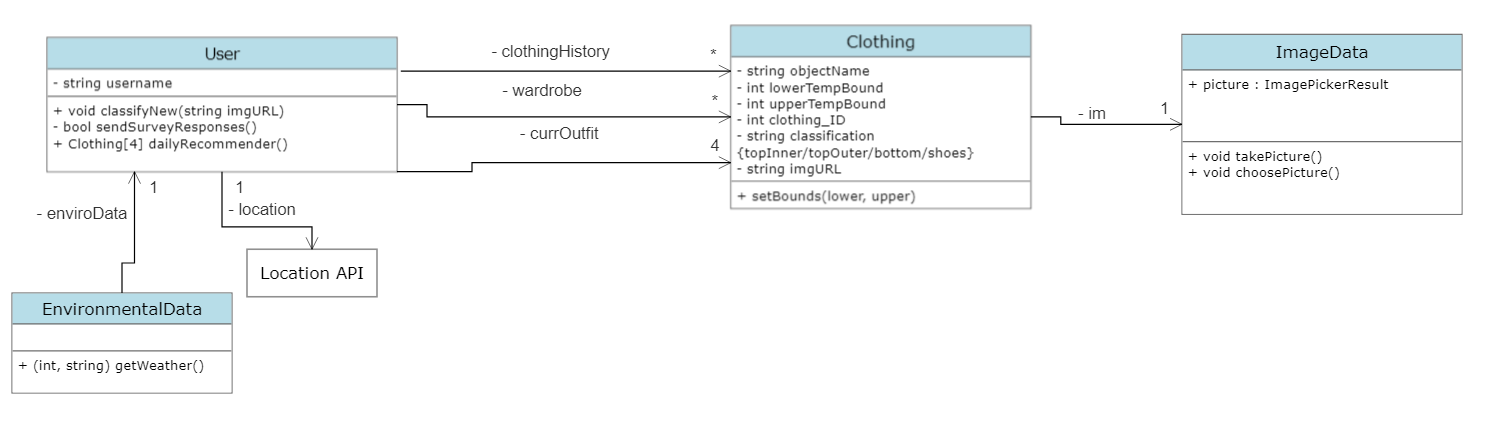 User
- string username
+ void classifyNew(string imgURL)
- bool sendSurveyResponses()
+ Clothing[4] dailyRecommender()
- clothingHistory
*
- wardrobe
*
- currOutfit
4
Clothing
- string objectName
- int lowerTempBound
- int upperTempBound
- int clothing_ID
- string classification
{topInner/topOuter/bottom/shoes}
- string imgURL
+ setBounds(lower, upper)
- im
1
ImageData
+ picture : ImagePickerResult
+ void takePicture()
+ void choosePicture()
1
- enviroData
1
- location
Location API
EnvironmentalData
+ (int, string) getWeather()